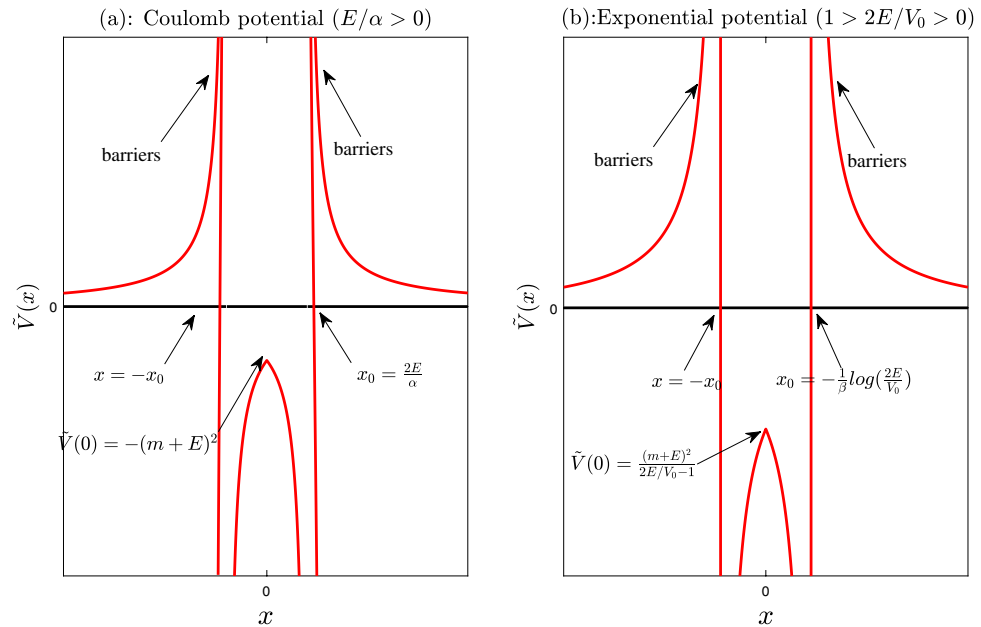 (a): Coulomb potential (E/α > 0)
barriers
barriers
Ṽ(x)
0
x = −x₀
x₀ = 2E/α
Ṽ(0) = −(m + E)²
0
x
(b):Exponential potential (1 > 2E/V₀ > 0)
barriers
barriers
Ṽ(x)
0
x = −x₀
x₀ = −1/β log(2E/V₀)
Ṽ(0) = (m+E)²/(2E/V₀−1)
0
x